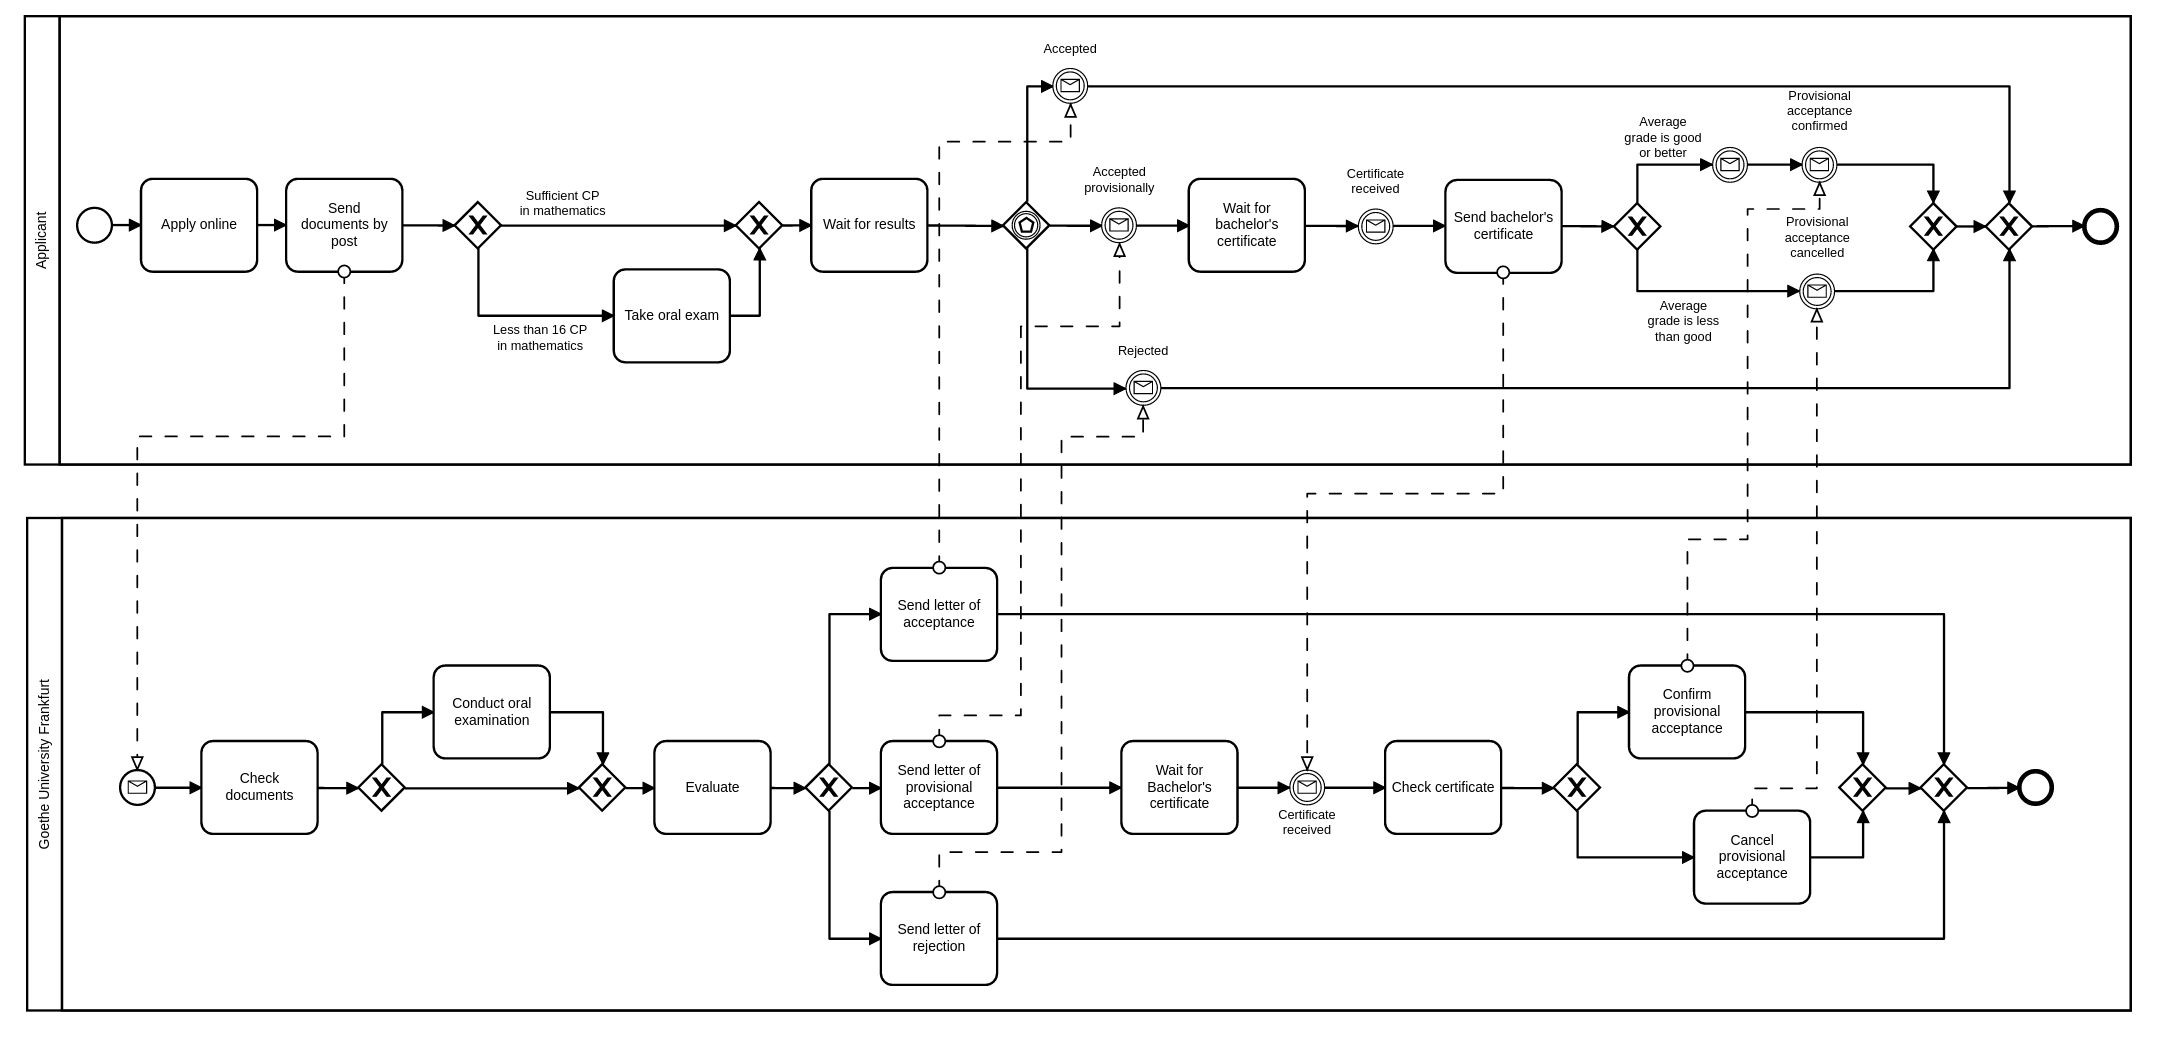 Applicant
Accepted
Provisional
acceptance
confirmed
Average
grade is good
or better
Accepted
provisionally
Certificate
received
Apply online
Send
documents by
post
Sufficient CP
in mathematics
Wait for results
Wait for
bachelor's
certificate
Send bachelor's
certificate
Provisional
acceptance
cancelled
Less than 16 CP
in mathematics
Take oral exam
Average
grade is less
than good
Rejected
Goethe University Frankfurt
Send letter of
acceptance
Conduct oral
examination
Confirm
provisional
acceptance
Check
documents
Evaluate
Send letter of
provisional
acceptance
Wait for
Bachelor's
certificate
Certificate
received
Check certificate
Cancel
provisional
acceptance
Send letter of
rejection